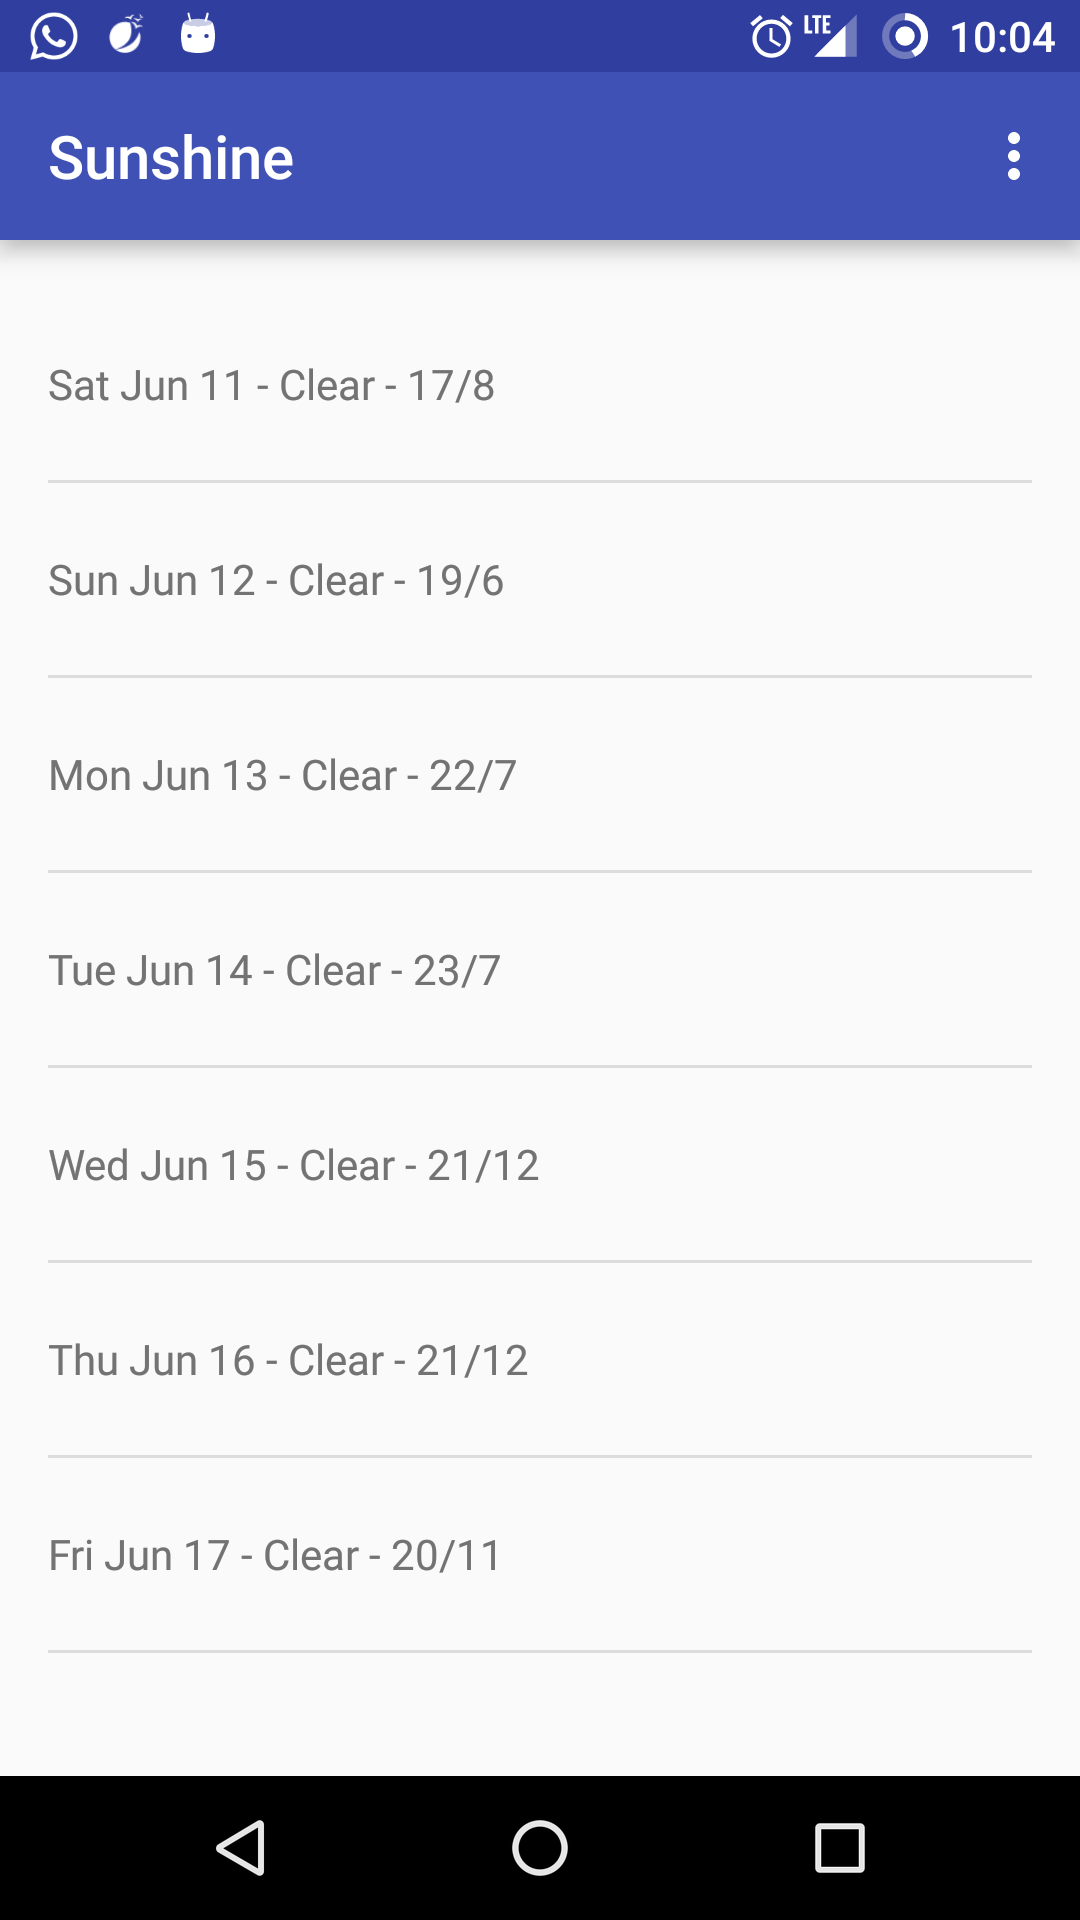 LTE 10:04
Sunshine
Sat Jun 11 - Clear - 17/8
Sun Jun 12 - Clear - 19/6
Mon Jun 13 - Clear - 22/7
Tue Jun 14 - Clear - 23/7
Wed Jun 15 - Clear - 21/12
Thu Jun 16 - Clear - 21/12
Fri Jun 17 - Clear - 20/11